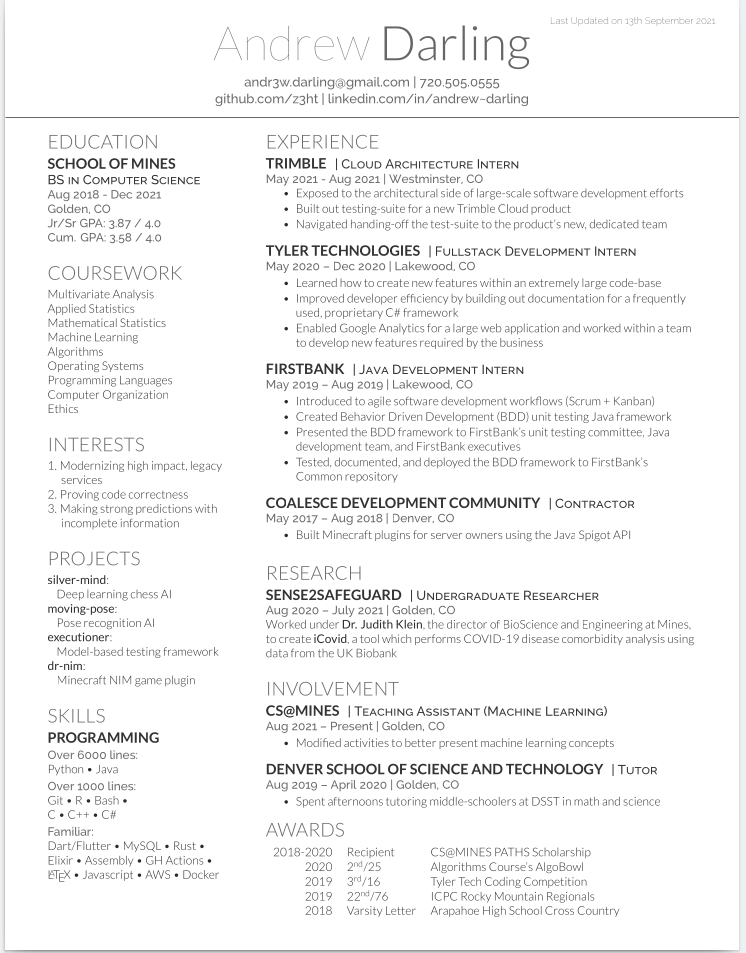 Last Updated on 13th September 2021
Andrew Darling
andr3w.darling@gmail.com | 720.505.0555
github.com/z3ht | linkedin.com/in/andrew-darling
EDUCATION
SCHOOL OF MINES
BS in Computer Science
Aug 2018 - Dec 2021
Golden, CO
Jr/Sr GPA: 3.87 / 4.0
Cum. GPA: 3.58 / 4.0
COURSEWORK
Multivariate Analysis
Applied Statistics
Mathematical Statistics
Machine Learning
Algorithms
Operating Systems
Programming Languages
Computer Organization
Ethics
INTERESTS
1. Modernizing high impact, legacy
services
2. Proving code correctness
3. Making strong predictions with
incomplete information
PROJECTS
silver-mind:
Deep learning chess AI
moving-pose:
Pose recognition AI
executioner:
Model-based testing framework
dr-nim:
Minecraft NIM game plugin
SKILLS
PROGRAMMING
Over 6000 lines:
Python • Java
Over 1000 lines:
Git • R • Bash •
C • C++ • C#
Familiar:
Dart/Flutter • MySQL • Rust •
Elixir • Assembly • GH Actions •
LATEX • Javascript • AWS • Docker
EXPERIENCE
TRIMBLE | Cloud Architecture Intern
May 2021 - Aug 2021 | Westminster, CO
• Exposed to the architectural side of large-scale software development efforts
• Built out testing-suite for a new Trimble Cloud product
• Navigated handing-off the test-suite to the product's new, dedicated team
TYLER TECHNOLOGIES | Fullstack Development Intern
May 2020 – Dec 2020 | Lakewood, CO
• Learned how to create new features within an extremely large code-base
• Improved developer efficiency by building out documentation for a frequently
used, proprietary C# framework
• Enabled Google Analytics for a large web application and worked within a team
to develop new features required by the business
FIRSTBANK | Java Development Intern
May 2019 – Aug 2019 | Lakewood, CO
• Introduced to agile software development workflows (Scrum + Kanban)
• Created Behavior Driven Development (BDD) unit testing Java framework
• Presented the BDD framework to FirstBank's unit testing committee, Java
development team, and FirstBank executives
• Tested, documented, and deployed the BDD framework to FirstBank's
Common repository
COALESCE DEVELOPMENT COMMUNITY | Contractor
May 2017 – Aug 2018 | Denver, CO
• Built Minecraft plugins for server owners using the Java Spigot API
RESEARCH
SENSE2SAFEGUARD | Undergraduate Researcher
Aug 2020 – July 2021 | Golden, CO
Worked under Dr. Judith Klein, the director of BioScience and Engineering at Mines,
to create iCovid, a tool which performs COVID-19 disease comorbidity analysis using
data from the UK Biobank
INVOLVEMENT
CS@MINES | Teaching Assistant (Machine Learning)
Aug 2021 – Present | Golden, CO
• Modified activities to better present machine learning concepts
DENVER SCHOOL OF SCIENCE AND TECHNOLOGY | Tutor
Aug 2019 – April 2020 | Golden, CO
• Spent afternoons tutoring middle-schoolers at DSST in math and science
AWARDS
2018-2020 Recipient CS@MINES PATHS Scholarship
2020 2nd/25 Algorithms Course's AlgoBowl
2019 3rd/16 Tyler Tech Coding Competition
2019 22nd/76 ICPC Rocky Mountain Regionals
2018 Varsity Letter Arapahoe High School Cross Country